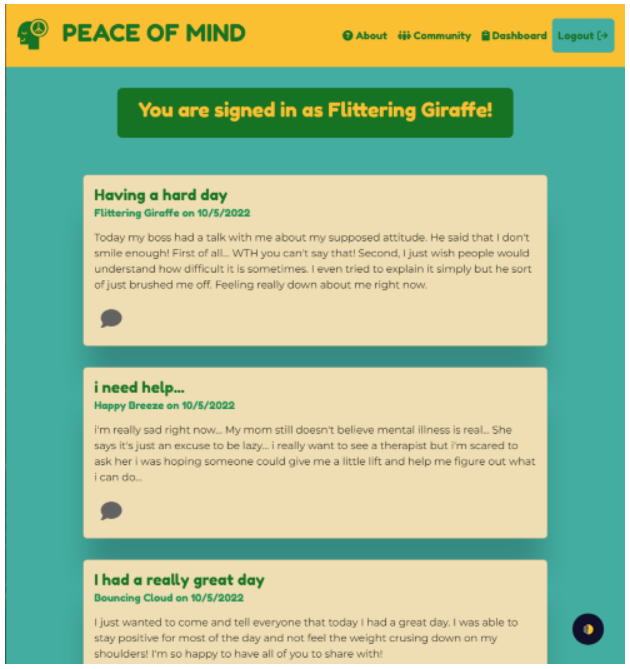 PEACE OF MIND
About Community Dashboard Logout
You are signed in as Flittering Giraffe!
Having a hard day
Flittering Giraffe on 10/5/2022
Today my boss had a talk with me about my supposed attitude. He said that I don't
smile enough! First of all... WTH you can't say that! Second, I just wish people would
understand how difficult it is sometimes. I even tried to explain it simply but he sort
of just brushed me off. Feeling really down about me right now.
i need help...
Happy Breeze on 10/5/2022
i'm really sad right now... My mom still doesn't believe mental illness is real... She
says it's just an excuse to be lazy... i really want to see a therapist but i'm scared to
ask her i was hoping someone could give me a little lift and help me figure out what
i can do...
I had a really great day
Bouncing Cloud on 10/5/2022
I just wanted to come and tell everyone that today I had a great day. I was able to
stay positive for most of the day and not feel the weight crusing down on my
shoulders! I'm so happy to have all of you to share with!